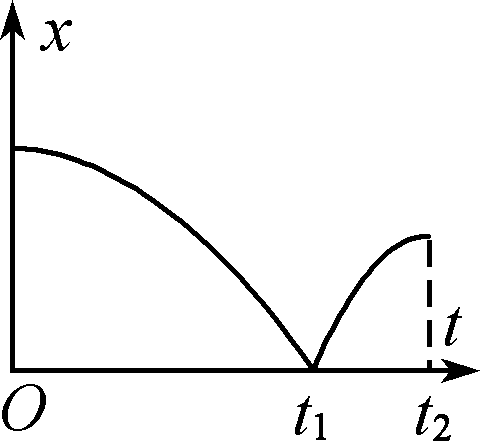 x
t
O t₁ t₂